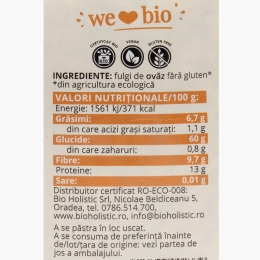 we bio
CERTIFICAT BIO VEGAN GLUTEN FREE
INGREDIENTE: fulgi de ovăz fără gluten*
*din agricultura ecologică
VALORI NUTRIȚIONALE/100 g:
Energie: 1561 kJ/371 kcal
Grăsimi: 6,7 g
din care acizi grași saturați: 1,1 g
Glucide: 60 g
din care zaharuri: 0,8 g
Fibre: 9,7 g
Proteine: 13 g
Sare: 0,01 g
Distribuitor certificat RO-ECO-008:
Bio Holistic Srl, Nicolae Beldiceanu 5,
Oradea, tel. 0786.514.700,
www.bioholistic.ro/info@bioholistic.ro
A se păstra în loc uscat.
A se consuma de preferință înainte
de/lot/țara de origine: vezi partea de
jos a ambalajului.